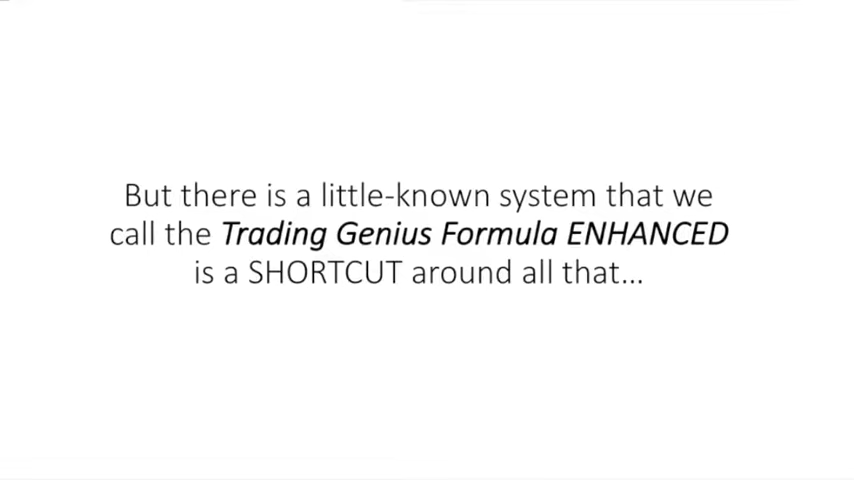 But there is a little-known system that we
call the Trading Genius Formula ENHANCED
is a SHORTCUT around all that...